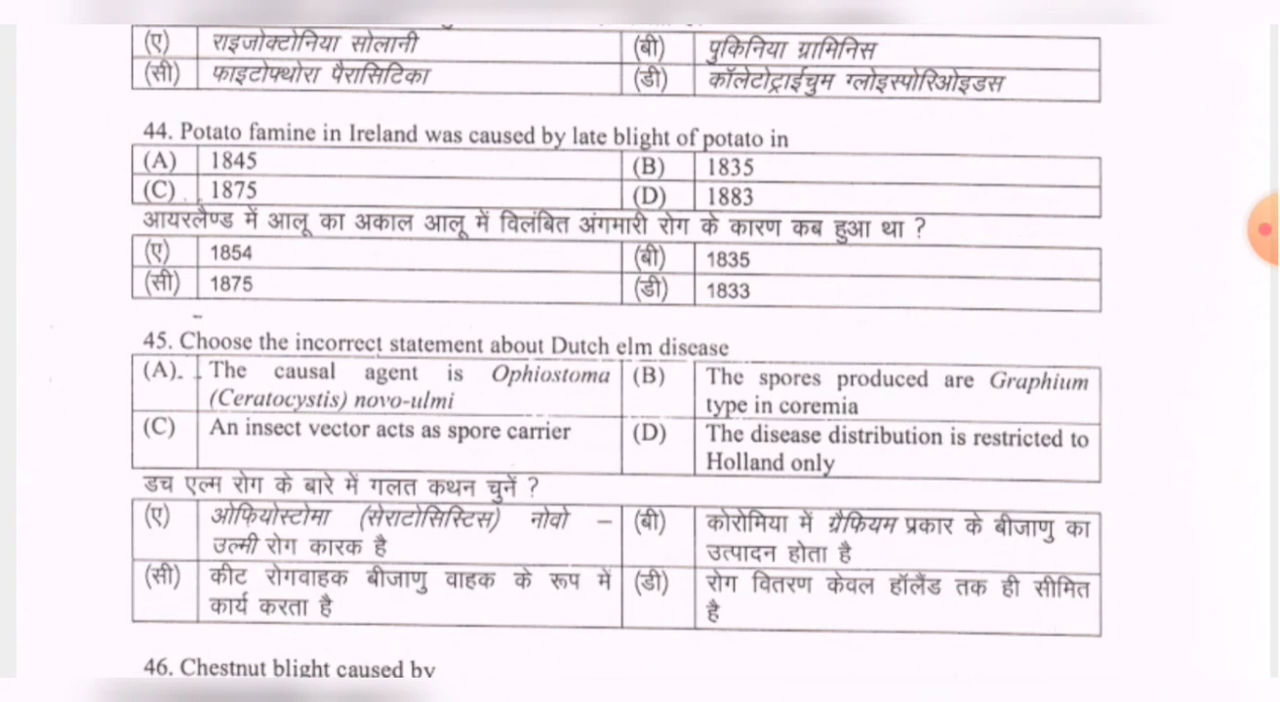 (ए) राइजोक्टोनिया सोलानी (बी) पुकिनिया ग्रामिनिस
(सी) फाइटोफ्थोरा पैरासिटिका (डी) कॉलेटोट्राईचुम ग्लोइस्पोरिओइडस
44. Potato famine in Ireland was caused by late blight of potato in
(A) 1845 (B) 1835
(C) 1875 (D) 1883
आयरलैण्ड में आलू का अकाल आलू में विलंबित अंगमारी रोग के कारण कब हुआ था ?
(ए) 1854 (बी) 1835
(सी) 1875 (डी) 1833
45. Choose the incorrect statement about Dutch elm disease
(A). The causal agent is Ophiostoma (B) The spores produced are Graphium
(Ceratocystis) novo-ulmi type in coremia
(C) An insect vector acts as spore carrier (D) The disease distribution is restricted to
Holland only
डच एल्म रोग के बारे में गलत कथन चुनें ?
(ए) ओफियोस्टोमा (सेराटोसिस्टिस) नोवो – (बी) कोरोमिया में ग्रैफियम प्रकार के बीजाणु का
उल्मी रोग कारक है उत्पादन होता है
(सी) कीट रोगवाहक बीजाणु वाहक के रूप में (डी) रोग वितरण केवल हॉलैंड तक ही सीमित
कार्य करता है है
46. Chestnut blight caused by